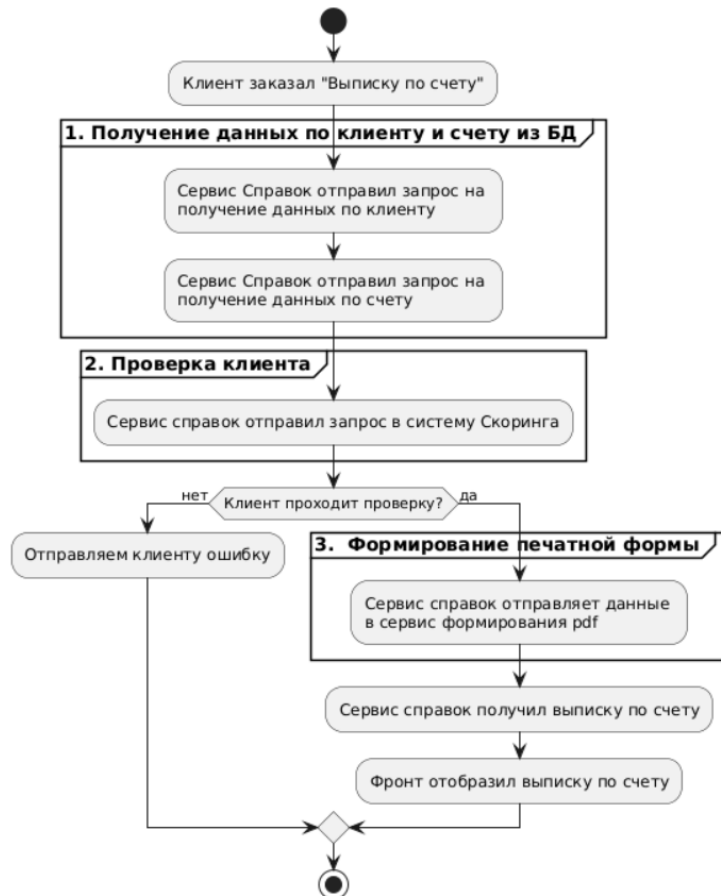 Клиент заказал "Выписку по счету"
1. Получение данных по клиенту и счету из БД
Сервис Справок отправил запрос на
получение данных по клиенту
Сервис Справок отправил запрос на
получение данных по счету
2. Проверка клиента
Сервис справок отправил запрос в систему Скоринга
нет
Клиент проходит проверку?
да
Отправляем клиенту ошибку
3. Формирование печатной формы
Сервис справок отправляет данные
в сервис формирования pdf
Сервис справок получил выписку по счету
Фронт отобразил выписку по счету